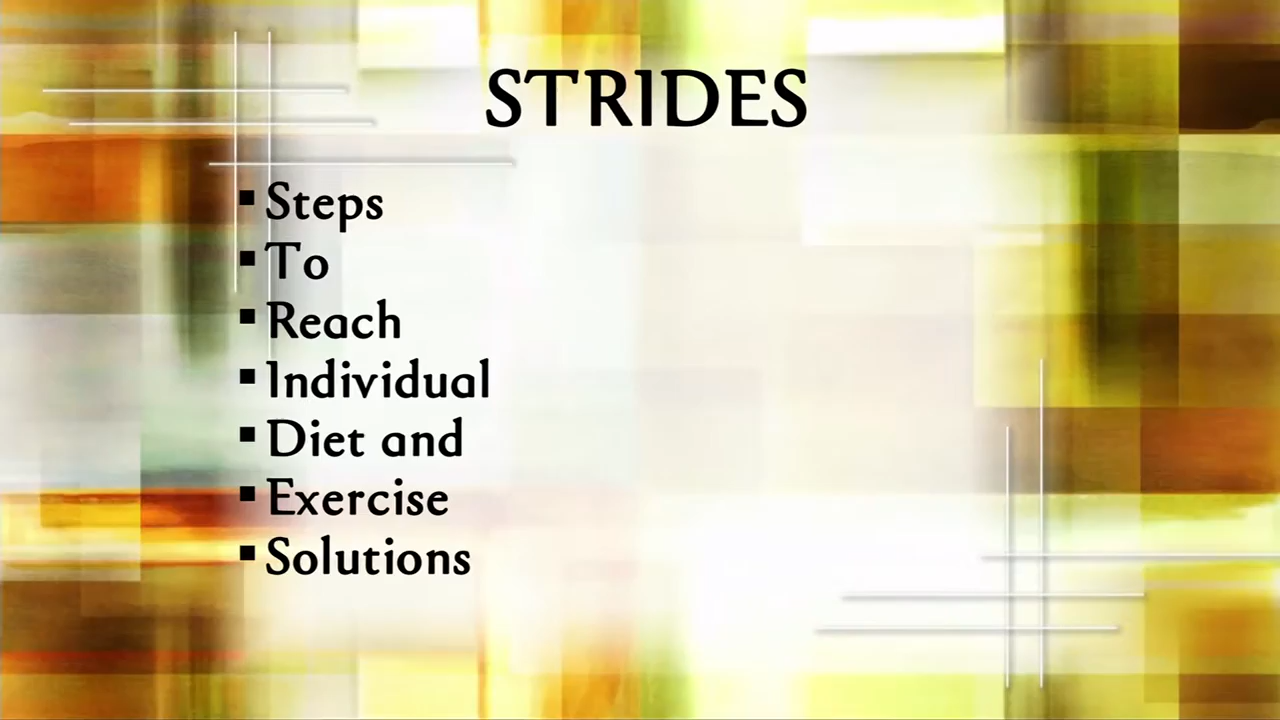 STRIDES
▪ Steps
▪ To
▪ Reach
▪ Individual
▪ Diet and
▪ Exercise
▪ Solutions